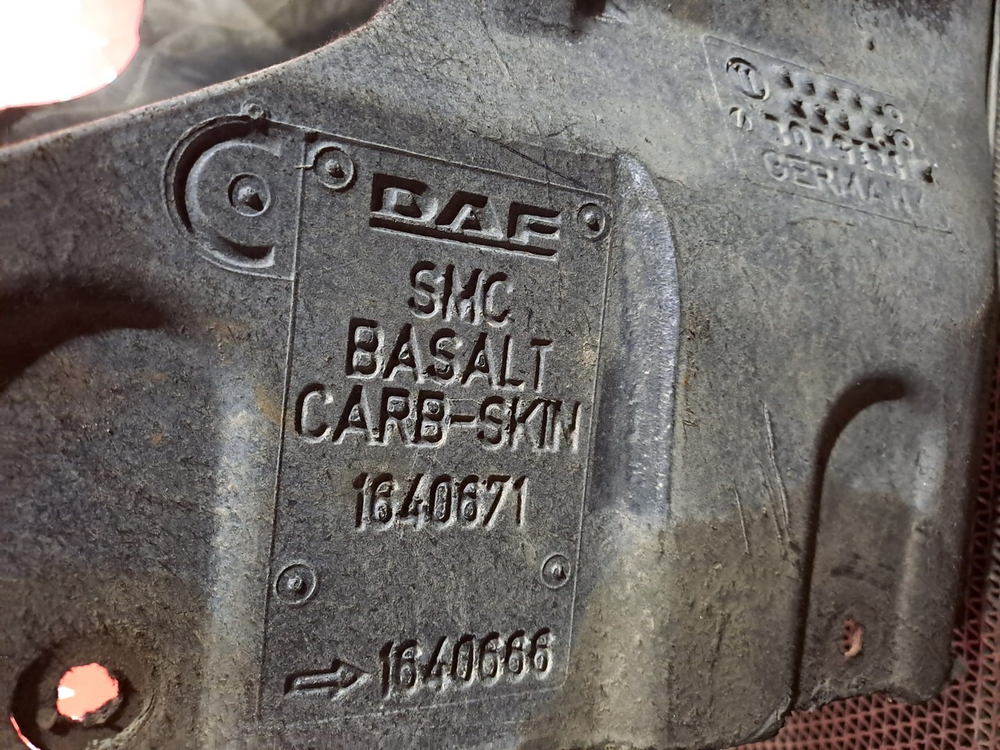 DAF
SMC
BASALT
CARB-SKIN
1640671
1640666
GERMANY